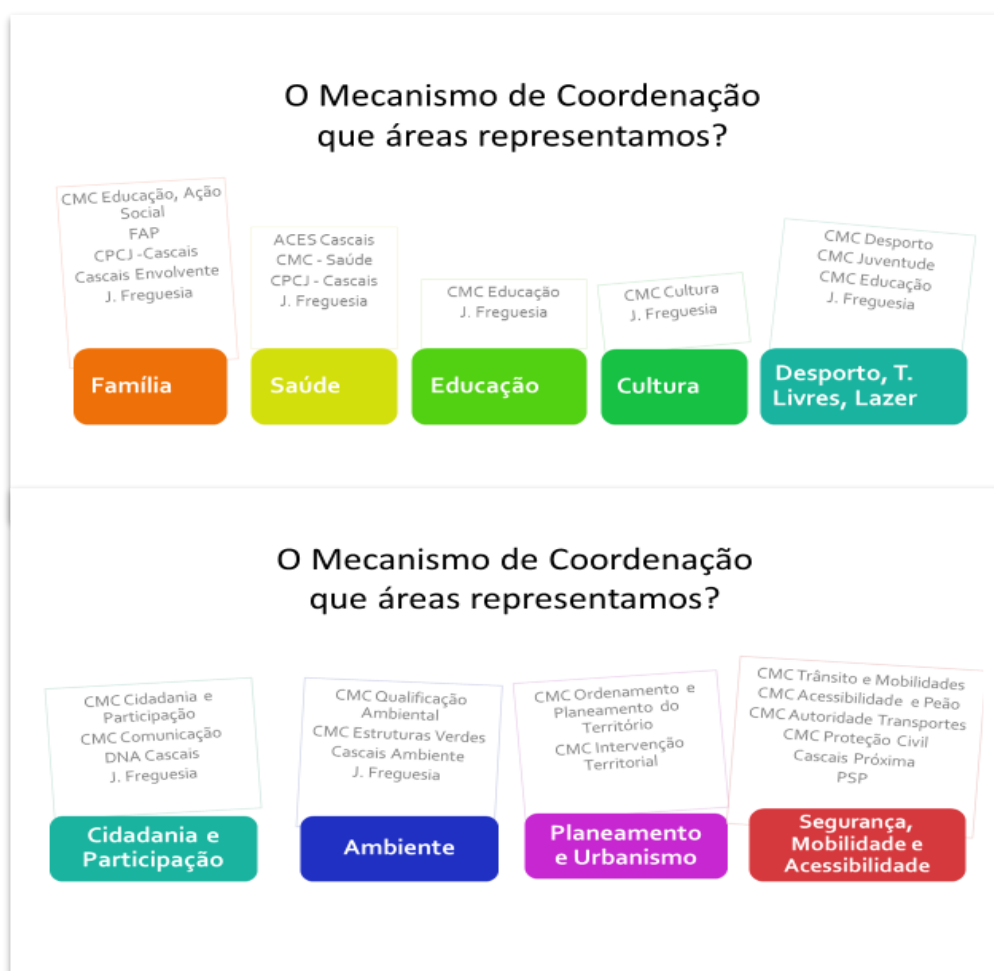 O Mecanismo de Coordenação
que áreas representamos?
CMC Educação, Ação
Social
FAP
CPCJ -Cascais
Cascais Envolvente
J. Freguesia
Família
ACES Cascais
CMC - Saúde
CPCJ - Cascais
J. Freguesia
Saúde
CMC Educação
J. Freguesia
Educação
CMC Cultura
J. Freguesia
Cultura
CMC Desporto
CMC Juventude
CMC Educação
J. Freguesia
Desporto, T.
Livres, Lazer
O Mecanismo de Coordenação
que áreas representamos?
CMC Cidadania e
Participação
CMC Comunicação
DNA Cascais
J. Freguesia
Cidadania e
Participação
CMC Qualificação
Ambiental
CMC Estruturas Verdes
Cascais Ambiente
J. Freguesia
Ambiente
CMC Ordenamento e
Planeamento do
Território
CMC Intervenção
Territorial
Planeamento
e Urbanismo
CMC Trânsito e Mobilidades
CMC Acessibilidade e Peão
CMC Autoridade Transportes
CMC Proteção Civil
Cascais Próxima
PSP
Segurança,
Mobilidade e
Acessibilidade